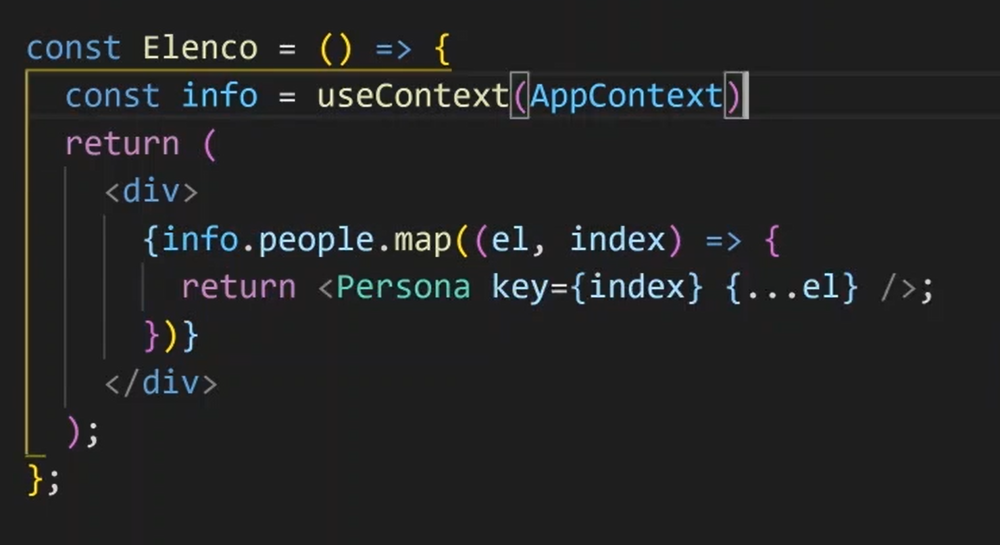 const Elenco = () => {
const info = useContext(AppContext)
return (
<div>
{info.people.map((el, index) => {
return <Persona key={index} {...el} />;
})}
</div>
);
};